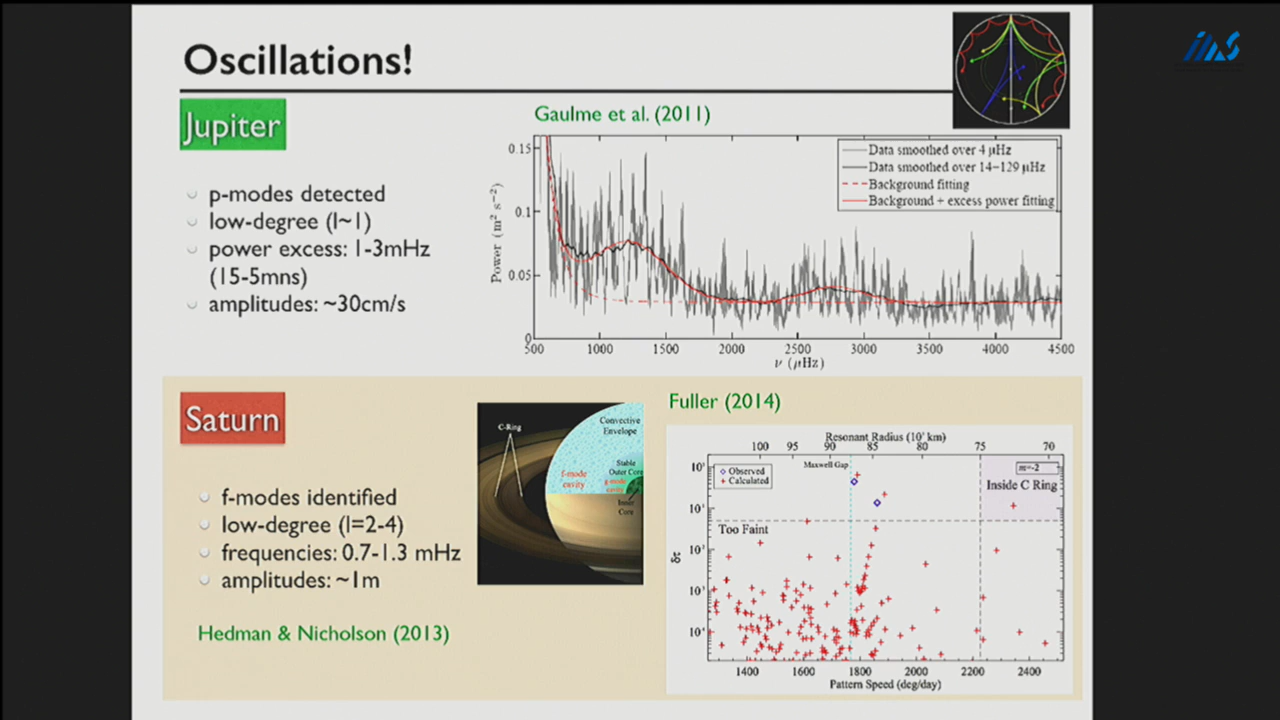 Oscillations!
ims
Jupiter
p-modes detected
low-degree (l~1)
power excess: 1-3mHz
(15-5mns)
amplitudes: ~30cm/s
Gaulme et al. (2011)
Data smoothed over 4 μHz
Data smoothed over 14−129 μHz
Background fitting
Background + excess power fitting
Power (m² s⁻²)
0.15
0.1
0.05
0
500 1000 1500 2000 2500 3000 3500 4000 4500
ν (μHz)
Saturn
f-modes identified
low-degree (l=2-4)
frequencies: 0.7-1.3 mHz
amplitudes: ~1m
Hedman & Nicholson (2013)
C-Ring
Convective
Envelope
Stable
Outer Core
f-mode
cavity
g-mode
cavity
Inner
Core
Fuller (2014)
Resonant Radius (10³ km)
100 95 90 85 80 75 70
Maxwell Gap
Observed
Calculated
m=-2
Inside C Ring
Too Faint
δτ
1400 1600 1800 2000 2200 2400
Pattern Speed (deg/day)